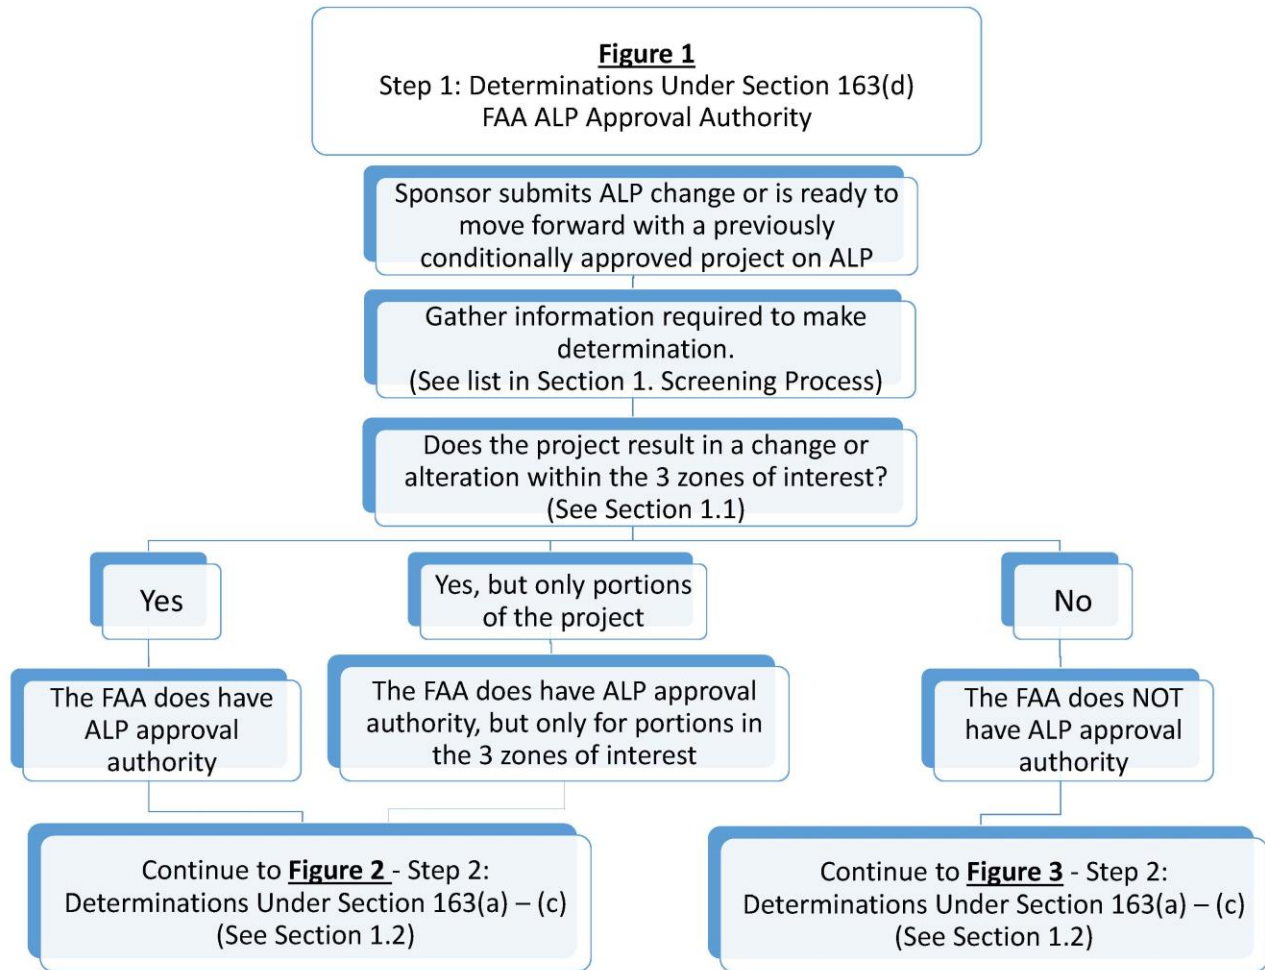 Figure 1
Step 1: Determinations Under Section 163(d)
FAA ALP Approval Authority
Sponsor submits ALP change or is ready to
move forward with a previously
conditionally approved project on ALP
Gather information required to make
determination.
(See list in Section 1. Screening Process)
Does the project result in a change or
alteration within the 3 zones of interest?
(See Section 1.1)
Yes
Yes, but only portions
of the project
No
The FAA does have
ALP approval
authority
The FAA does have ALP approval
authority, but only for portions in
the 3 zones of interest
The FAA does NOT
have ALP approval
authority
Continue to Figure 2 - Step 2:
Determinations Under Section 163(a) – (c)
(See Section 1.2)
Continue to Figure 3 - Step 2:
Determinations Under Section 163(a) – (c)
(See Section 1.2)